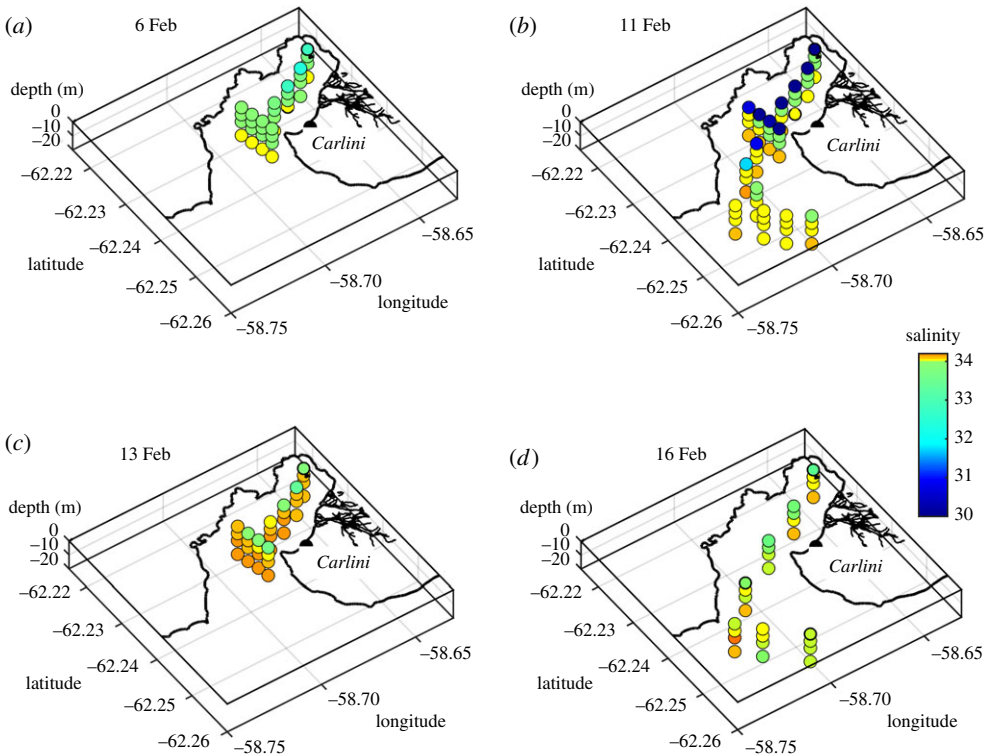 (a)
6 Feb
depth (m)
0
–10
–20
–62.22
–62.23
–62.24
–62.25
–62.26
latitude
Carlini
–58.65
–58.70
–58.75
longitude
(b)
11 Feb
depth (m)
0
–10
–20
–62.22
–62.23
–62.24
–62.25
–62.26
latitude
Carlini
–58.65
–58.70
–58.75
salinity
34
33
32
31
30
(c)
13 Feb
depth (m)
0
–10
–20
–62.22
–62.23
–62.24
–62.25
–62.26
latitude
Carlini
–58.65
–58.70
–58.75
longitude
(d)
16 Feb
depth (m)
0
–10
–20
–62.22
–62.23
–62.24
–62.25
–62.26
latitude
Carlini
–58.65
–58.70
–58.75
longitude